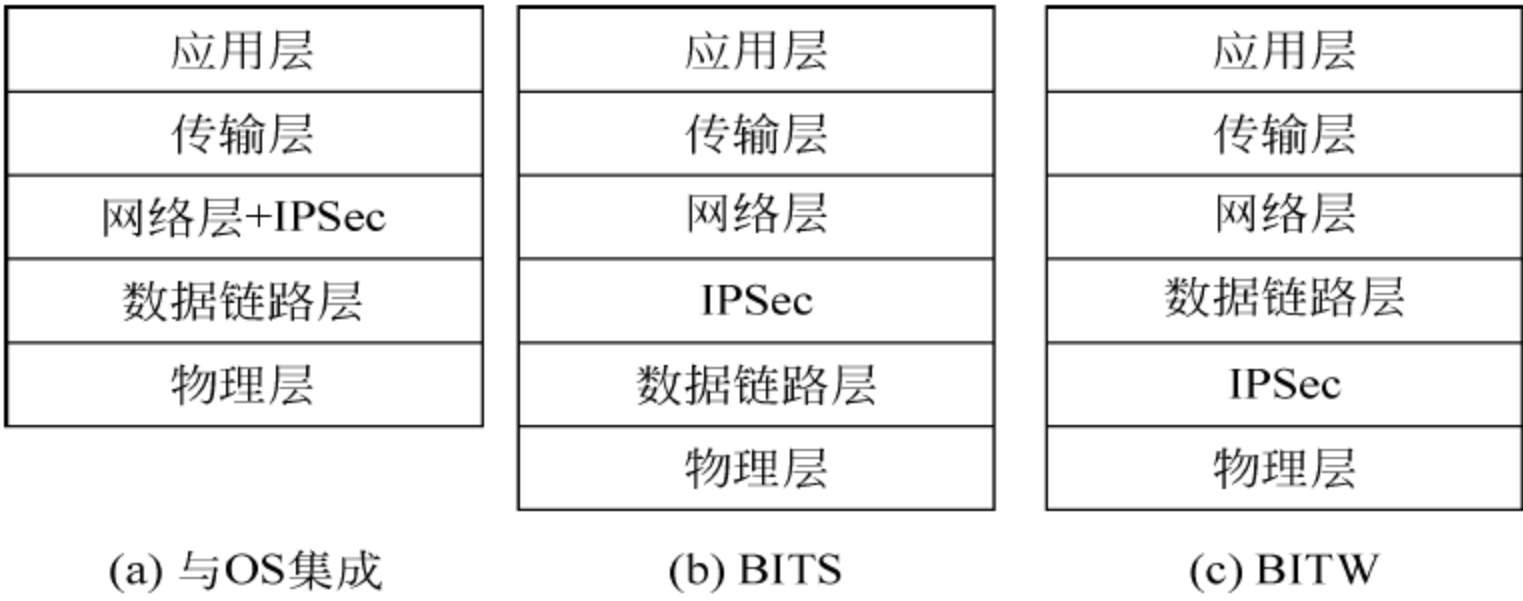 应用层
传输层
网络层+IPSec
数据链路层
物理层
(a) 与OS集成
应用层
传输层
网络层
IPSec
数据链路层
物理层
(b) BITS
应用层
传输层
网络层
数据链路层
IPSec
物理层
(c) BITW